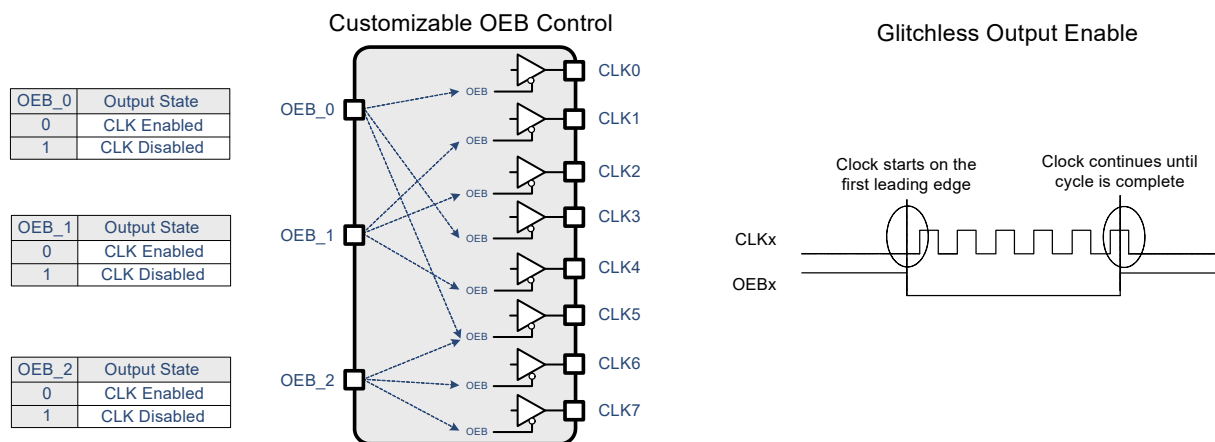 Customizable OEB Control
Glitchless Output Enable
OEB_0 Output State
0 CLK Enabled
1 CLK Disabled
OEB_1 Output State
0 CLK Enabled
1 CLK Disabled
OEB_2 Output State
0 CLK Enabled
1 CLK Disabled
OEB_0
OEB_1
OEB_2
OEB
OEB
OEB
OEB
OEB
OEB
OEB
OEB
CLK0
CLK1
CLK2
CLK3
CLK4
CLK5
CLK6
CLK7
Clock starts on the
first leading edge
Clock continues until
cycle is complete
CLKx
OEBx